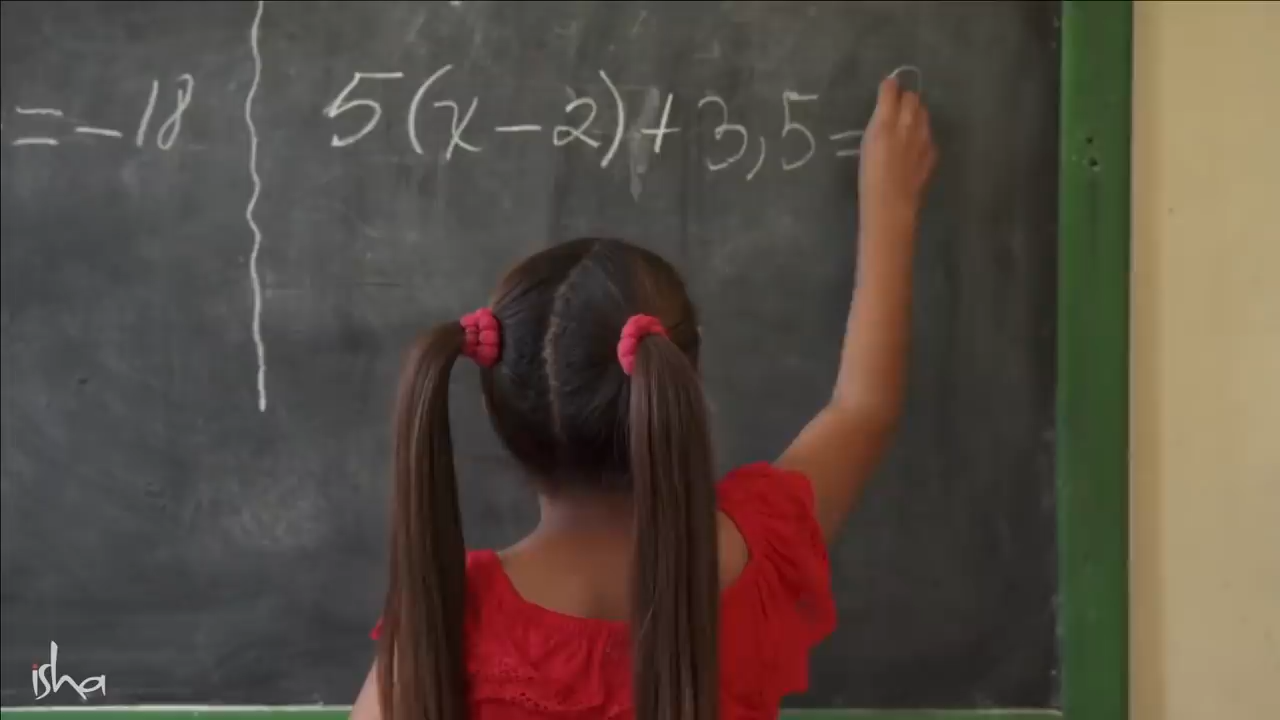 = -18
5(x-2)+3,5=
isha